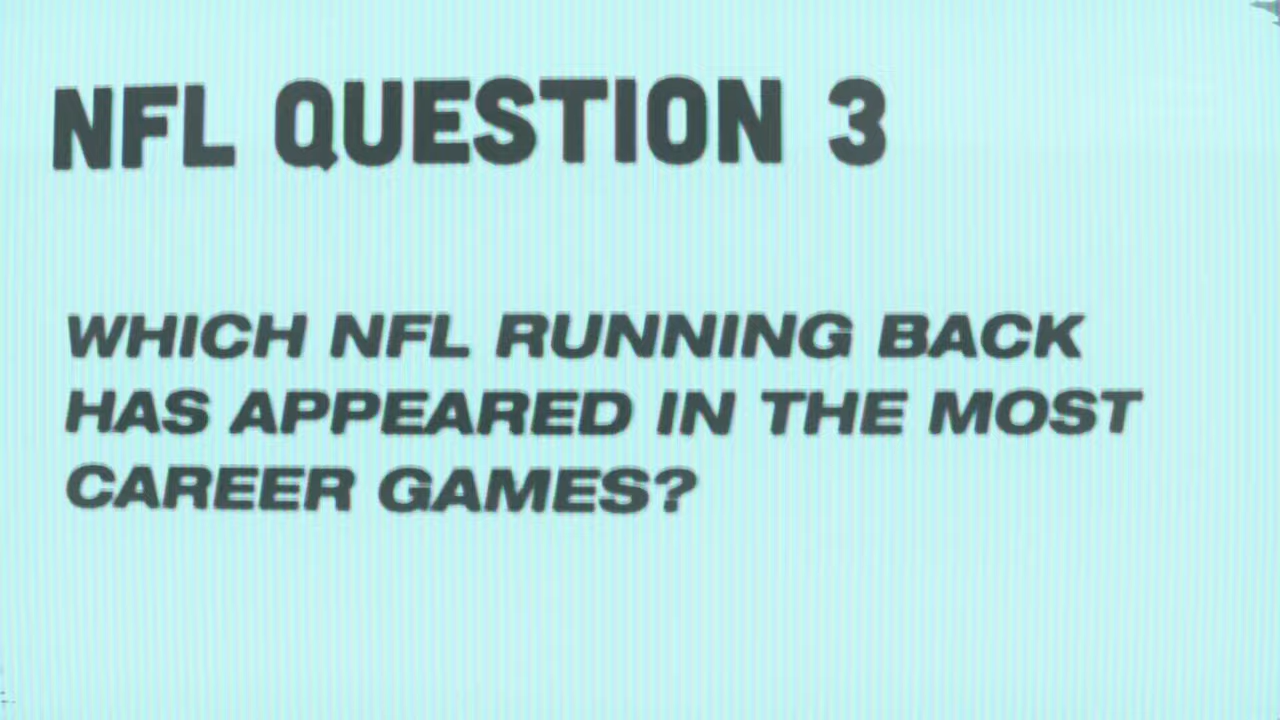 NFL QUESTION 3
WHICH NFL RUNNING BACK
HAS APPEARED IN THE MOST
CAREER GAMES?